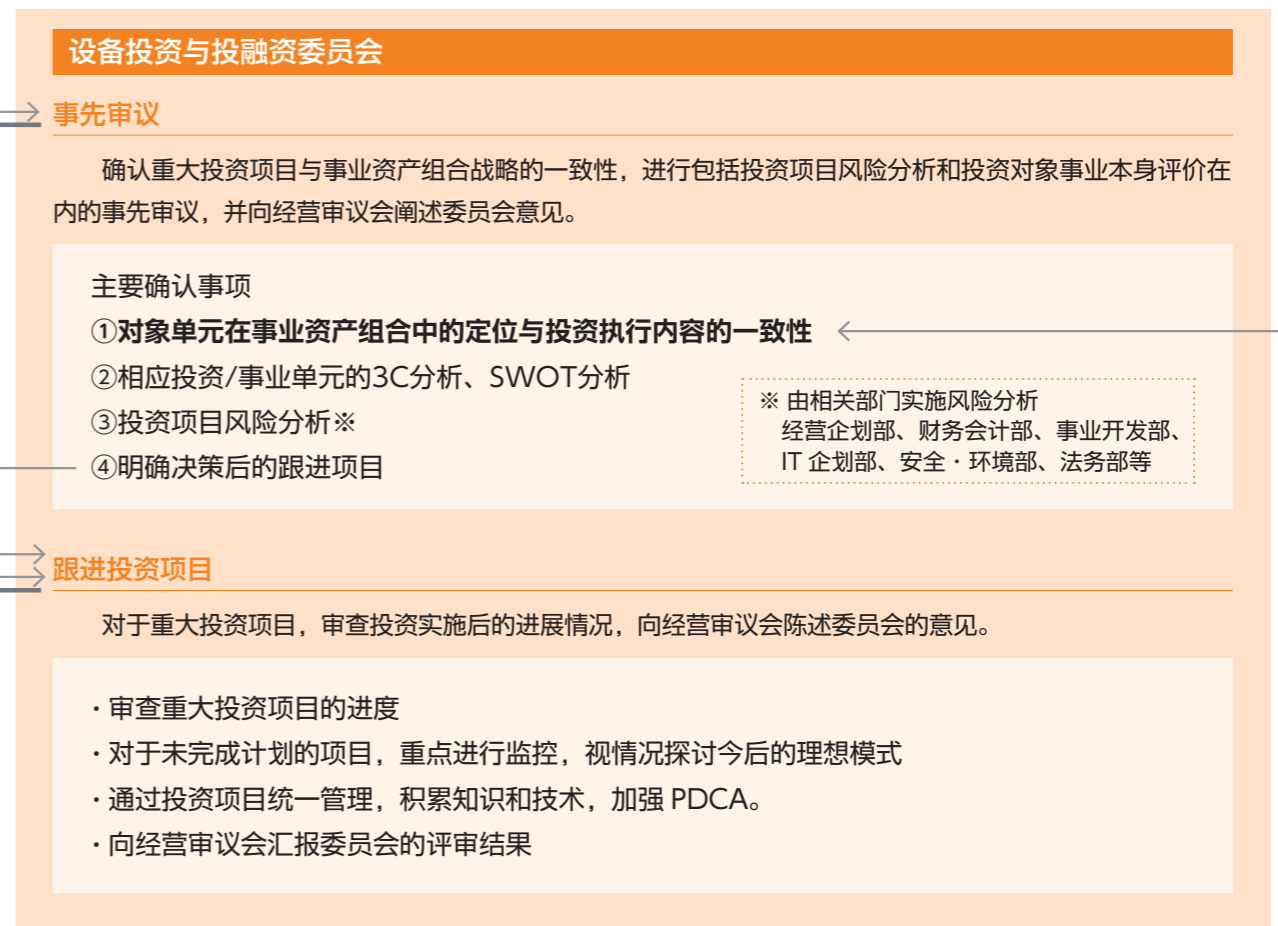 设备投资与投融资委员会
事先审议
确认重大投资项目与事业资产组合战略的一致性，进行包括投资项目风险分析和投资对象事业本身评价在
内的事先审议，并向经营审议会阐述委员会意见。
主要确认事项
①对象单元在事业资产组合中的定位与投资执行内容的一致性
②相应投资/事业单元的3C分析、SWOT分析
③投资项目风险分析※
④明确决策后的跟进项目
※ 由相关部门实施风险分析
经营企划部、财务会计部、事业开发部、
IT 企划部、安全・环境部、法务部等
跟进投资项目
对于重大投资项目，审查投资实施后的进展情况，向经营审议会陈述委员会的意见。
・审查重大投资项目的进度
・对于未完成计划的项目，重点进行监控，视情况探讨今后的理想模式
・通过投资项目统一管理，积累知识和技术，加强 PDCA。
・向经营审议会汇报委员会的评审结果